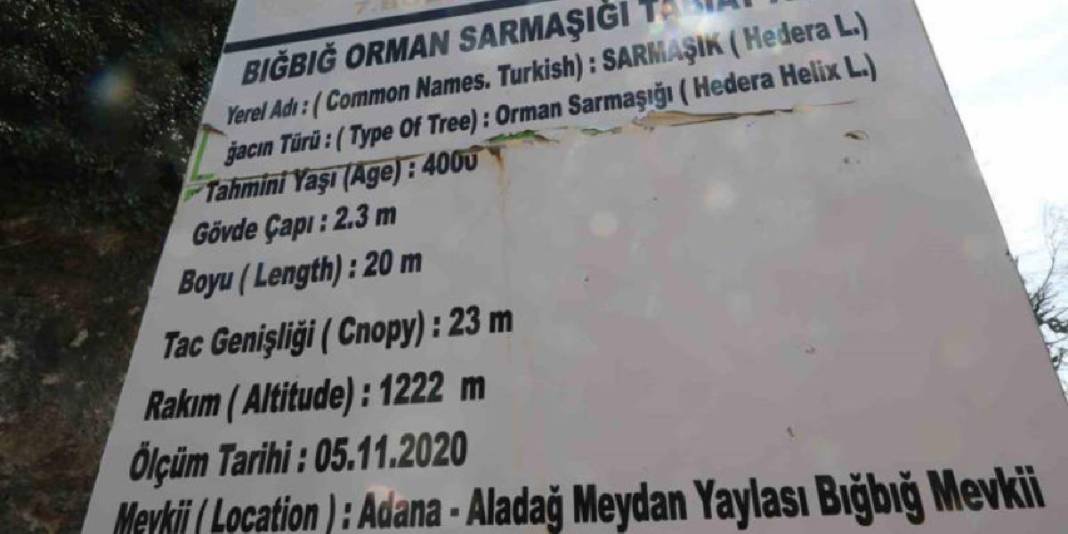 BIĞBIĞ ORMAN SARMAŞIĞI
Yerel Adı : ( Common Names. Turkish) : SARMAŞIK ( Hedera L.)
ğacın Türü : ( Type Of Tree) : Orman Sarmaşığı ( Hedera Helix L.)
Tahmini Yaşı (Age) : 4000
Gövde Çapı : 2.3 m
Boyu ( Length) : 20 m
Tac Genişliği ( Cnopy) : 23 m
Rakım ( Altitude) : 1222 m
Ölçüm Tarihi : 05.11.2020
Mevkii ( Location ) : Adana - Aladağ Meydan Yaylası Bığbığ Mevkii